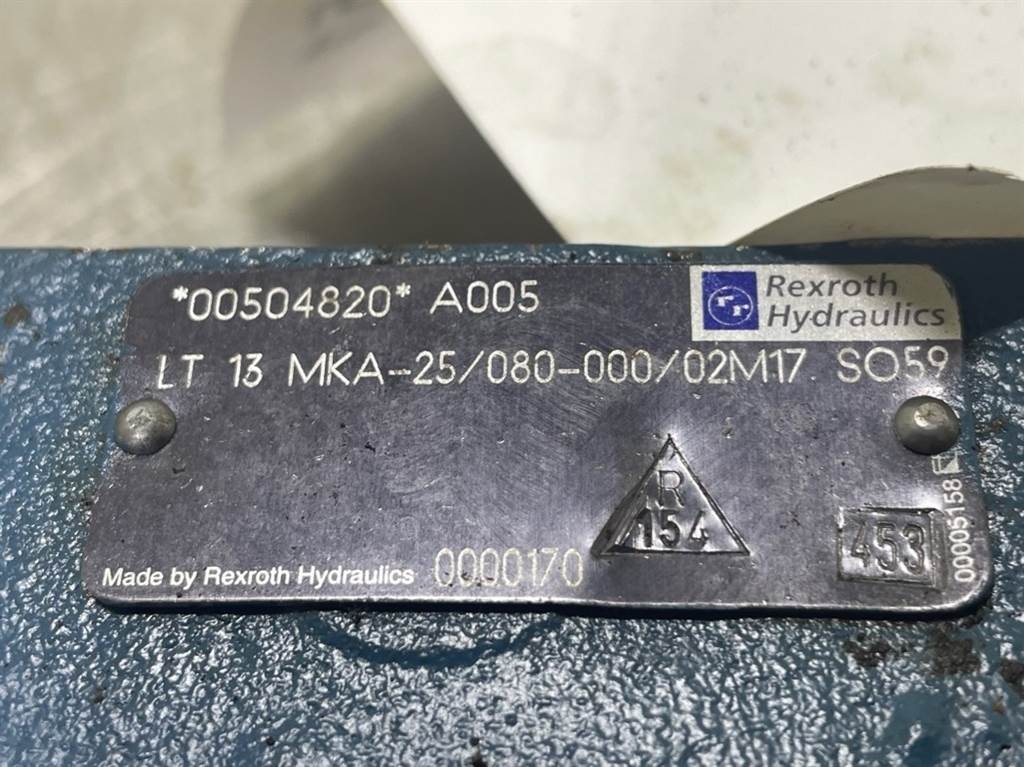 *00504820* A005
rr
Rexroth
Hydraulics
LT 13 MKA-25/080-000/02M17 SO59
R
154
453
00005158
Made by Rexroth Hydraulics 0000170